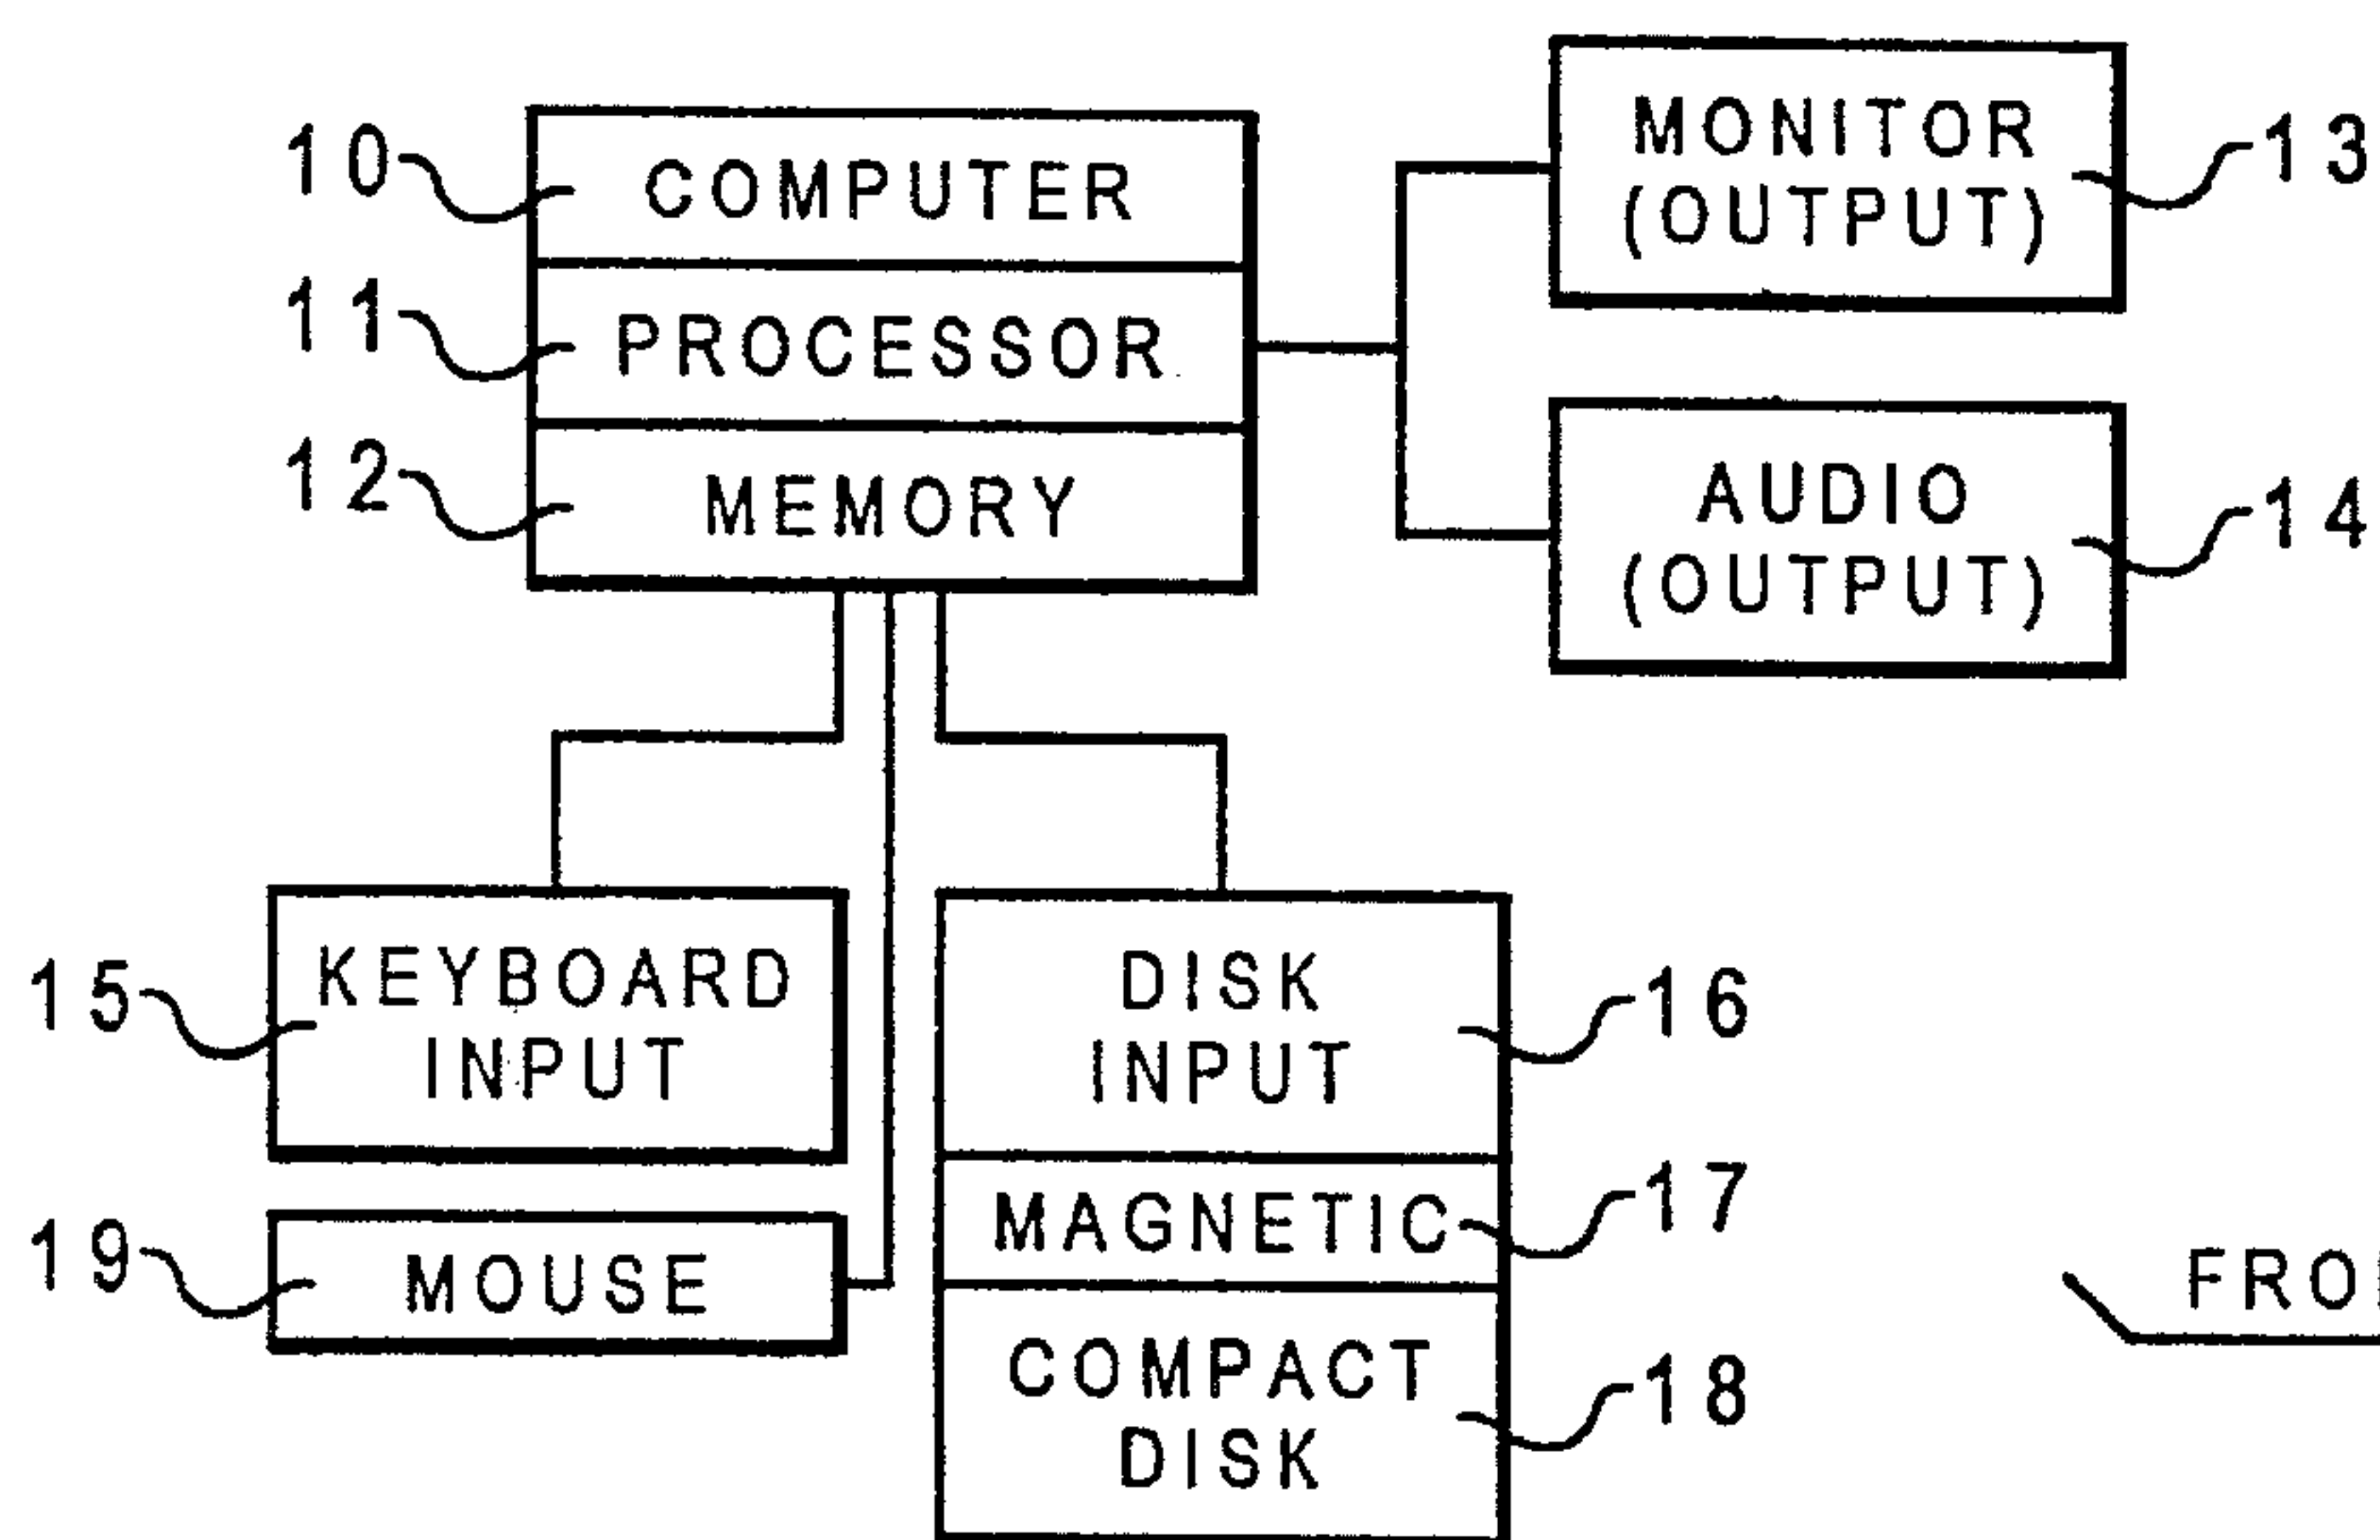 10 COMPUTER
11 PROCESSOR
12 MEMORY
MONITOR
(OUTPUT)
13
AUDIO
(OUTPUT)
14
15
KEYBOARD
INPUT
19 MOUSE
DISK
INPUT
16
MAGNETIC 17
COMPACT
DISK
18